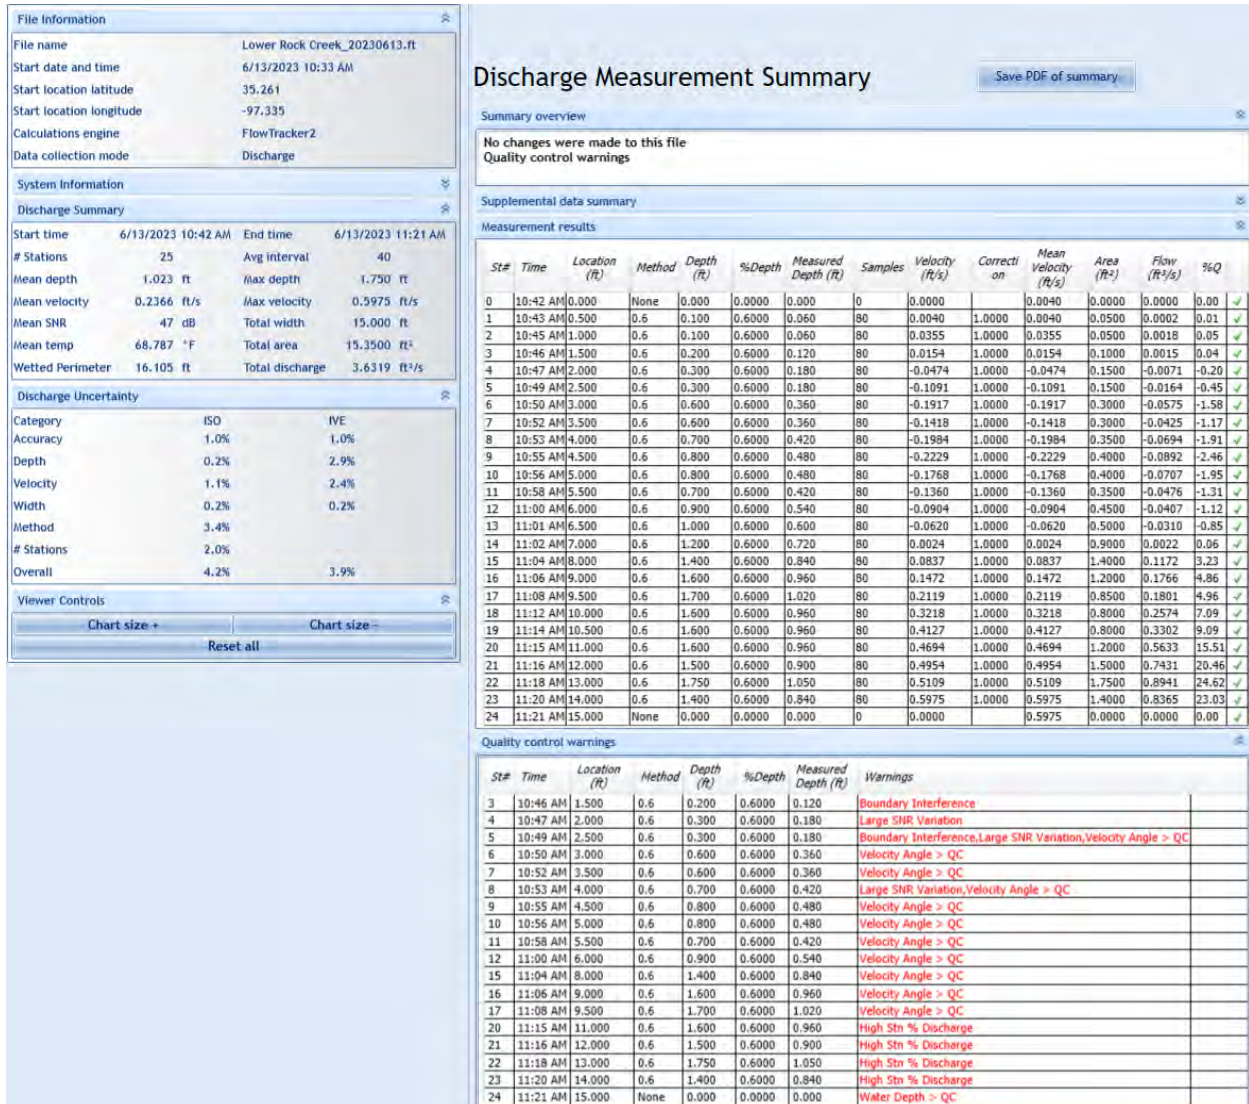 File Information
File name Lower Rock Creek_20230613.ft
Start date and time 6/13/2023 10:33 AM
Start location latitude 35.261
Start location longitude -97.335
Calculations engine FlowTracker2
Data collection mode Discharge
System Information
Discharge Summary
Start time 6/13/2023 10:42 AM End time 6/13/2023 11:21 AM
# Stations 25 Avg interval 40
Mean depth 1.023 ft Max depth 1.750 ft
Mean velocity 0.2366 ft/s Max velocity 0.5975 ft/s
Mean SNR 47 dB Total width 15.000 ft
Mean temp 68.787 °F Total area 15.3500 ft²
Wetted Perimeter 16.105 ft Total discharge 3.6319 ft³/s
Discharge Uncertainty
Category ISO IVE
Accuracy 1.0% 1.0%
Depth 0.2% 2.9%
Velocity 1.1% 2.4%
Width 0.2% 0.2%
Method 3.4%
# Stations 2.0%
Overall 4.2% 3.9%
Viewer Controls
Chart size + Chart size -
Reset all
Discharge Measurement Summary
Save PDF of summary
Summary overview
No changes were made to this file
Quality control warnings
Supplemental data summary
Measurement results
St# Time Location (ft) Method Depth (ft) %Depth Measured Depth (ft) Samples Velocity (ft/s) Correcti on Mean Velocity (ft/s) Area (ft²) Flow (ft³/s) %Q
0 10:42 AM 0.000 None 0.000 0.0000 0.000 0 0.0000 0.0040 0.0000 0.0000 0.00 ✓
1 10:43 AM 0.500 0.6 0.100 0.6000 0.060 80 0.0040 1.0000 0.0040 0.0500 0.0002 0.01 ✓
2 10:45 AM 1.000 0.6 0.100 0.6000 0.060 80 0.0355 1.0000 0.0355 0.0500 0.0018 0.05 ✓
3 10:46 AM 1.500 0.6 0.200 0.6000 0.120 80 0.0154 1.0000 0.0154 0.1000 0.0015 0.04 ✓
4 10:47 AM 2.000 0.6 0.300 0.6000 0.180 80 -0.0474 1.0000 -0.0474 0.1500 -0.0071 -0.20 ✓
5 10:49 AM 2.500 0.6 0.300 0.6000 0.180 80 -0.1091 1.0000 -0.1091 0.1500 -0.0164 -0.45 ✓
6 10:50 AM 3.000 0.6 0.600 0.6000 0.360 80 -0.1917 1.0000 -0.1917 0.3000 -0.0575 -1.58 ✓
7 10:52 AM 3.500 0.6 0.600 0.6000 0.360 80 -0.1418 1.0000 -0.1418 0.3000 -0.0425 -1.17 ✓
8 10:53 AM 4.000 0.6 0.700 0.6000 0.420 80 -0.1984 1.0000 -0.1984 0.3500 -0.0694 -1.91 ✓
9 10:55 AM 4.500 0.6 0.800 0.6000 0.480 80 -0.2229 1.0000 -0.2229 0.4000 -0.0892 -2.46 ✓
10 10:56 AM 5.000 0.6 0.800 0.6000 0.480 80 -0.1768 1.0000 -0.1768 0.4000 -0.0707 -1.95 ✓
11 10:58 AM 5.500 0.6 0.700 0.6000 0.420 80 -0.1360 1.0000 -0.1360 0.3500 -0.0476 -1.31 ✓
12 11:00 AM 6.000 0.6 0.900 0.6000 0.540 80 -0.0904 1.0000 -0.0904 0.4500 -0.0407 -1.12 ✓
13 11:01 AM 6.500 0.6 1.000 0.6000 0.600 80 -0.0620 1.0000 -0.0620 0.5000 -0.0310 -0.85 ✓
14 11:02 AM 7.000 0.6 1.200 0.6000 0.720 80 0.0024 1.0000 0.0024 0.9000 0.0022 0.06 ✓
15 11:04 AM 8.000 0.6 1.400 0.6000 0.840 80 0.0837 1.0000 0.0837 1.4000 0.1172 3.23 ✓
16 11:06 AM 9.000 0.6 1.600 0.6000 0.960 80 0.1472 1.0000 0.1472 1.2000 0.1766 4.86 ✓
17 11:08 AM 9.500 0.6 1.700 0.6000 1.020 80 0.2119 1.0000 0.2119 0.8500 0.1801 4.96 ✓
18 11:12 AM 10.000 0.6 1.600 0.6000 0.960 80 0.3218 1.0000 0.3218 0.8000 0.2574 7.09 ✓
19 11:14 AM 10.500 0.6 1.600 0.6000 0.960 80 0.4127 1.0000 0.4127 0.8000 0.3302 9.09 ✓
20 11:15 AM 11.000 0.6 1.600 0.6000 0.960 80 0.4694 1.0000 0.4694 1.2000 0.5633 15.51 ✓
21 11:16 AM 12.000 0.6 1.500 0.6000 0.900 80 0.4954 1.0000 0.4954 1.5000 0.7431 20.46 ✓
22 11:18 AM 13.000 0.6 1.750 0.6000 1.050 80 0.5109 1.0000 0.5109 1.7500 0.8941 24.62 ✓
23 11:20 AM 14.000 0.6 1.400 0.6000 0.840 80 0.5975 1.0000 0.5975 1.4000 0.8365 23.03 ✓
24 11:21 AM 15.000 None 0.000 0.0000 0.000 0 0.0000 0.5975 0.0000 0.0000 0.00 ✓
Quality control warnings
St# Time Location (ft) Method Depth (ft) %Depth Measured Depth (ft) Warnings
3 10:46 AM 1.500 0.6 0.200 0.6000 0.120 Boundary Interference
4 10:47 AM 2.000 0.6 0.300 0.6000 0.180 Large SNR Variation
5 10:49 AM 2.500 0.6 0.300 0.6000 0.180 Boundary Interference,Large SNR Variation,Velocity Angle > QC
6 10:50 AM 3.000 0.6 0.600 0.6000 0.360 Velocity Angle > QC
7 10:52 AM 3.500 0.6 0.600 0.6000 0.360 Velocity Angle > QC
8 10:53 AM 4.000 0.6 0.700 0.6000 0.420 Large SNR Variation,Velocity Angle > QC
9 10:55 AM 4.500 0.6 0.800 0.6000 0.480 Velocity Angle > QC
10 10:56 AM 5.000 0.6 0.800 0.6000 0.480 Velocity Angle > QC
11 10:58 AM 5.500 0.6 0.700 0.6000 0.420 Velocity Angle > QC
12 11:00 AM 6.000 0.6 0.900 0.6000 0.540 Velocity Angle > QC
15 11:04 AM 8.000 0.6 1.400 0.6000 0.840 Velocity Angle > QC
16 11:06 AM 9.000 0.6 1.600 0.6000 0.960 Velocity Angle > QC
17 11:08 AM 9.500 0.6 1.700 0.6000 1.020 Velocity Angle > QC
20 11:15 AM 11.000 0.6 1.600 0.6000 0.960 High Stn % Discharge
21 11:16 AM 12.000 0.6 1.500 0.6000 0.900 High Stn % Discharge
22 11:18 AM 13.000 0.6 1.750 0.6000 1.050 High Stn % Discharge
23 11:20 AM 14.000 0.6 1.400 0.6000 0.840 High Stn % Discharge
24 11:21 AM 15.000 None 0.000 0.0000 0.000 Water Depth > QC